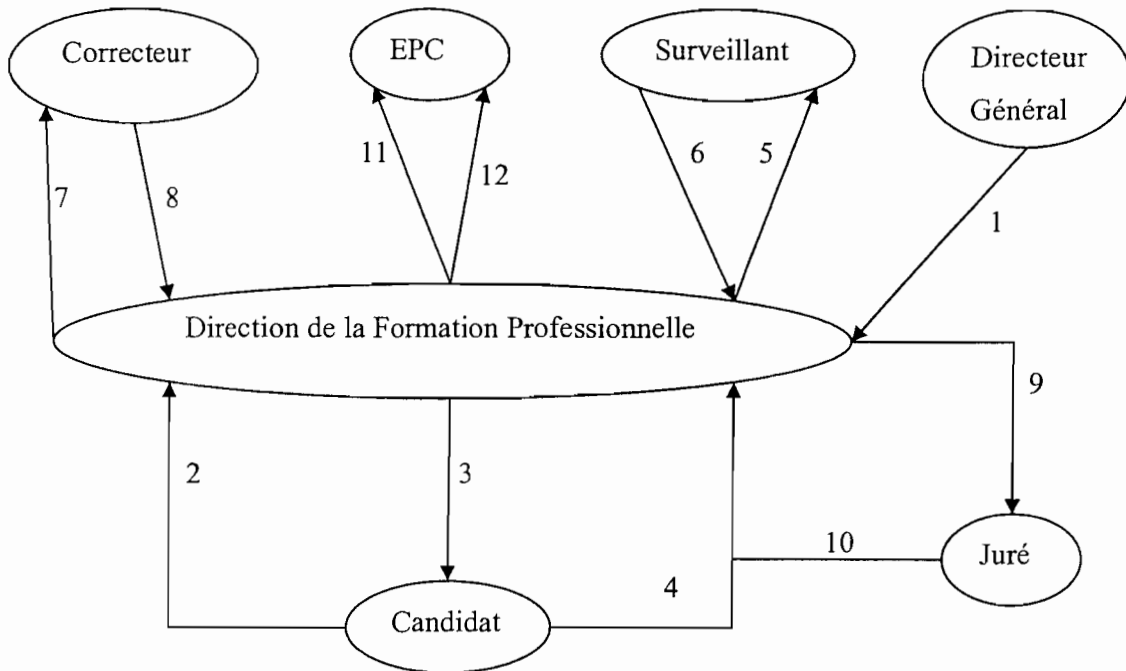 Correcteur
EPC
Surveillant
Directeur
Général
11
12
6
5
7
8
1
Direction de la Formation Professionnelle
9
2
3
10
Juré
4
Candidat